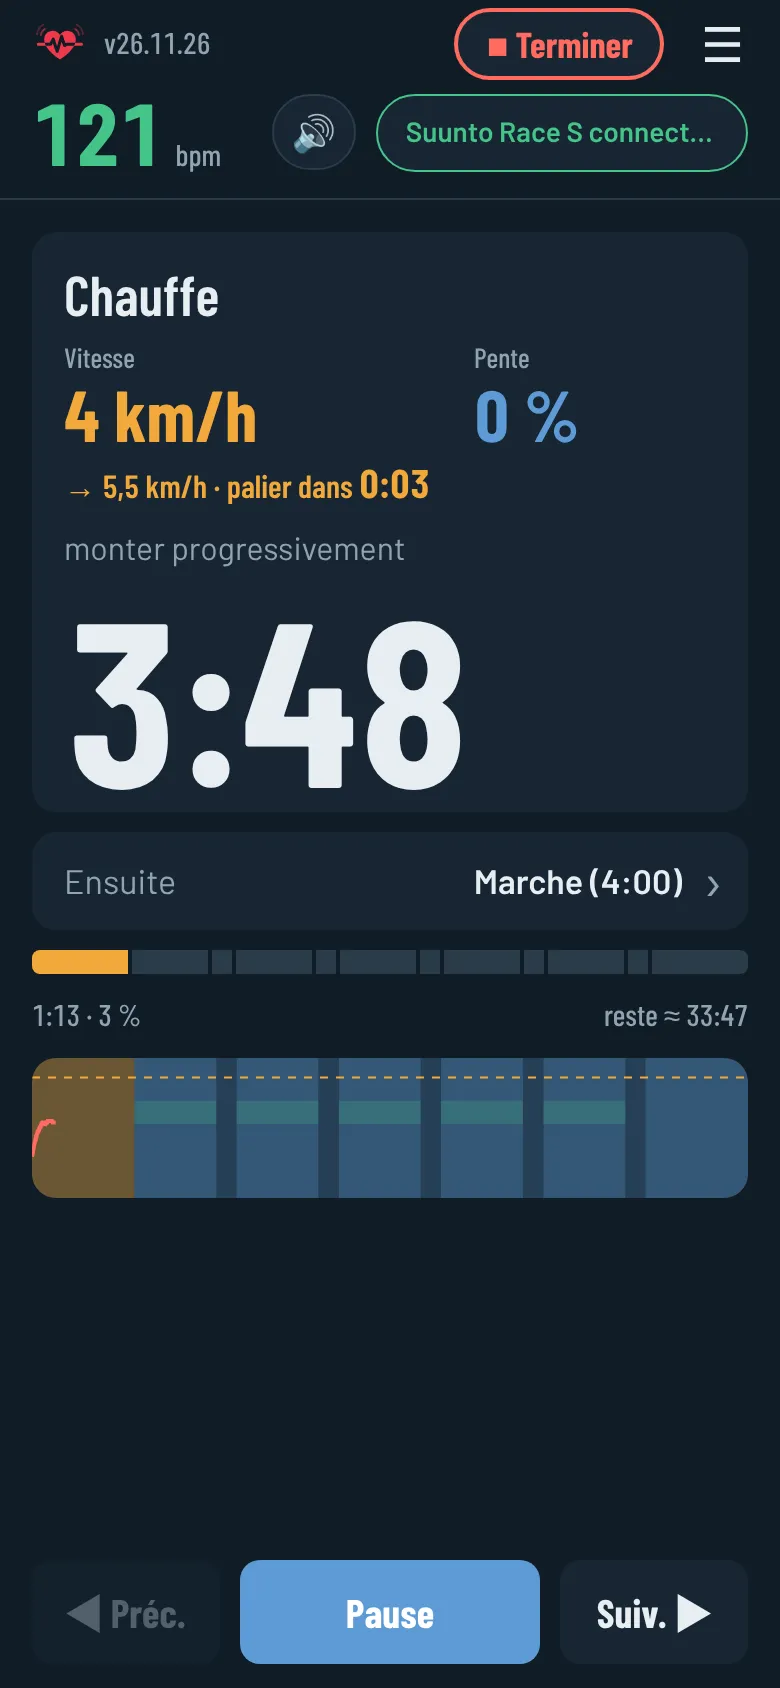 v26.11.26
■ Terminer
☰
121 bpm
🔊
Suunto Race S connect...
Chauffe
Vitesse
Pente
4 km/h
0 %
→ 5,5 km/h · palier dans 0:03
monter progressivement
3:48
Ensuite
Marche (4:00) ›
1:13 · 3 %
reste ≈ 33:47
◀ Préc.
Pause
Suiv. ▶